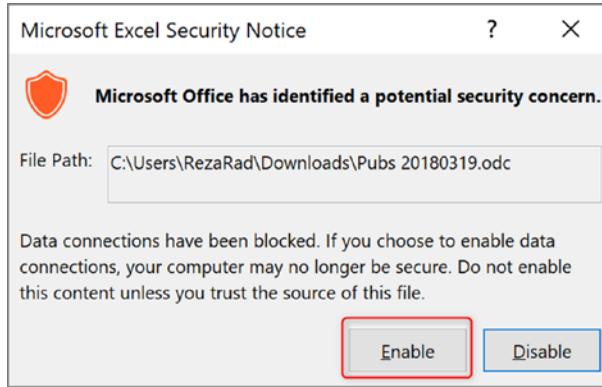 Microsoft Excel Security Notice ? ×
Microsoft Office has identified a potential security concern.
File Path: C:\Users\RezaRad\Downloads\Pubs 20180319.odc
Data connections have been blocked. If you choose to enable data
connections, your computer may no longer be secure. Do not enable
this content unless you trust the source of this file.
Enable Disable